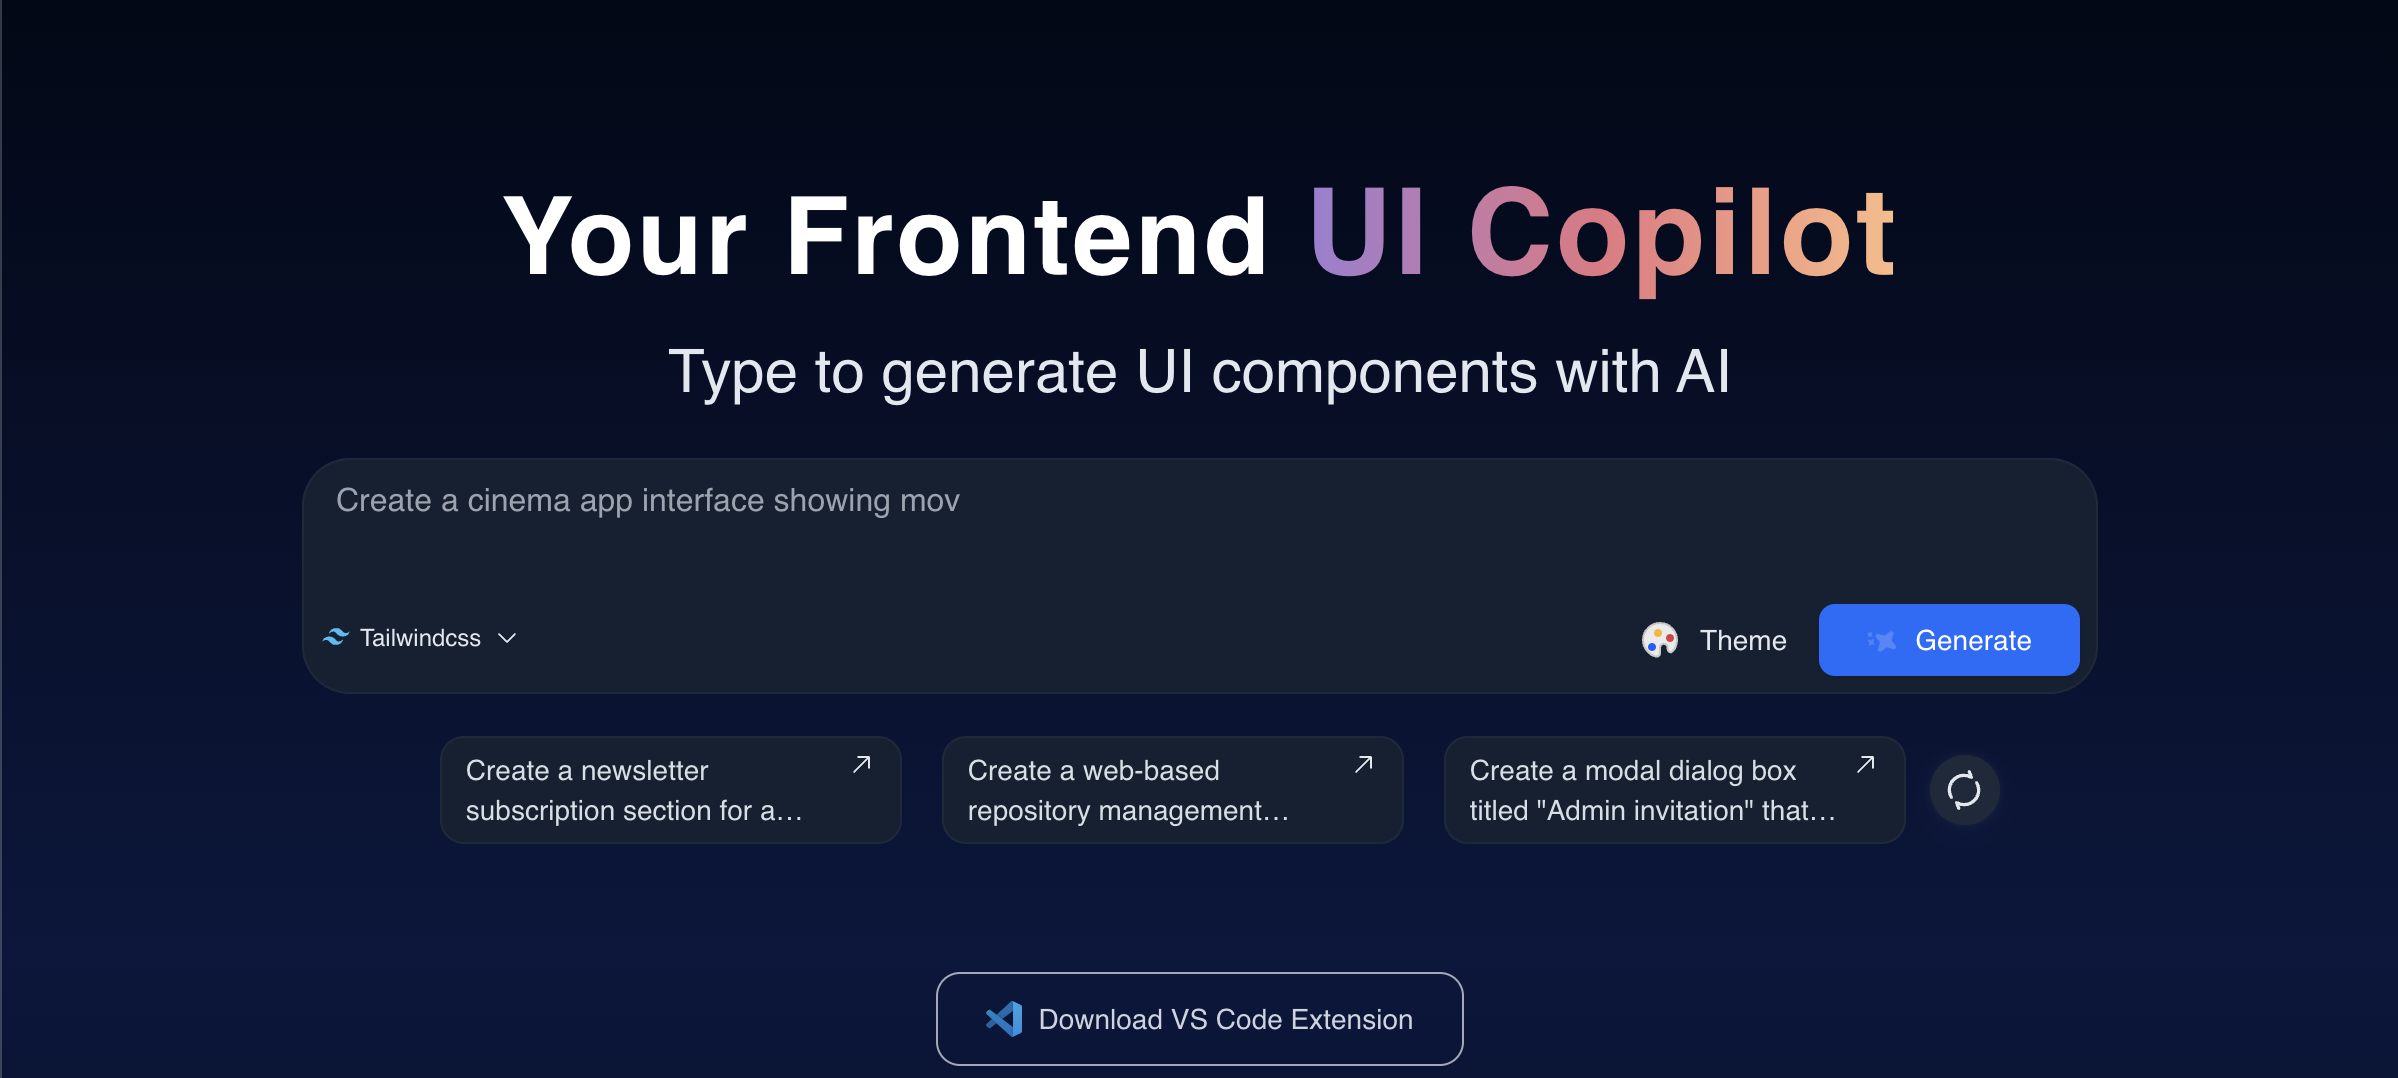 Your Frontend UI Copilot
Type to generate UI components with AI
Create a cinema app interface showing mov
Tailwindcss
Theme
Generate
Create a newsletter
subscription section for a…
Create a web-based
repository management…
Create a modal dialog box
titled "Admin invitation" that…
Download VS Code Extension